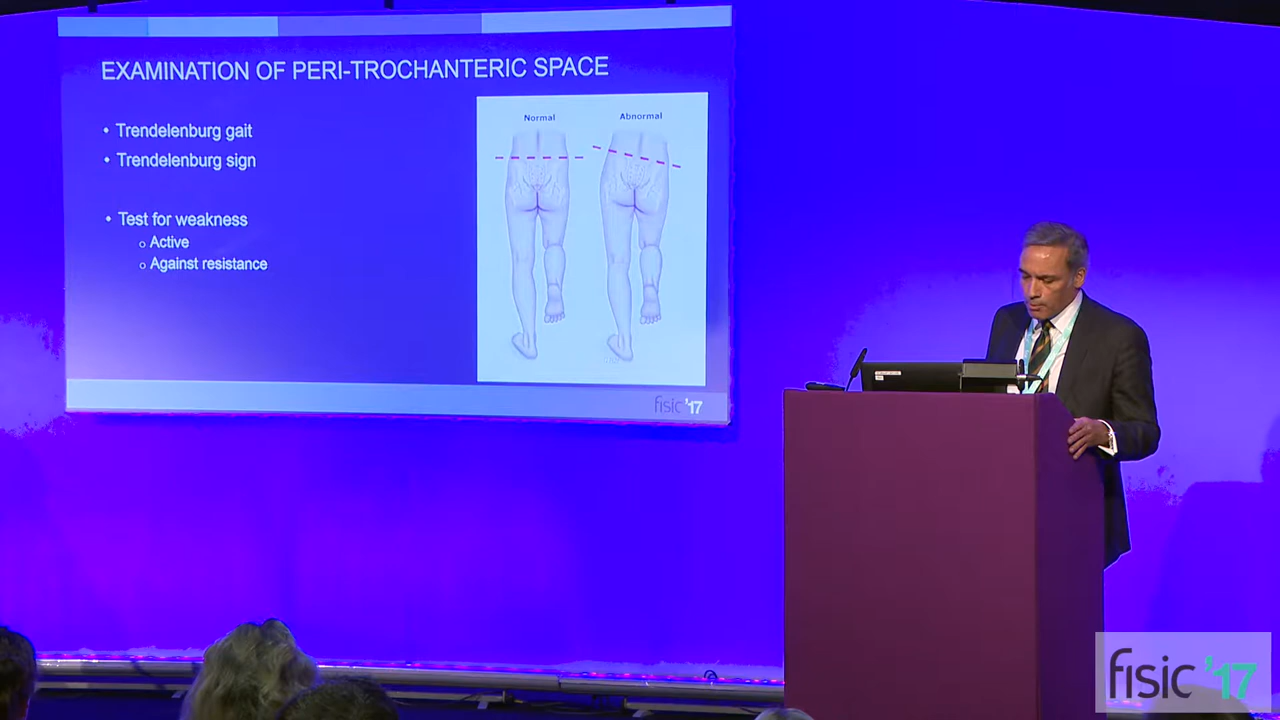 EXAMINATION OF PERI-TROCHANTERIC SPACE
• Trendelenburg gait
• Trendelenburg sign
• Test for weakness
o Active
o Against resistance
Normal
Abnormal
fisic '17
fisic '17